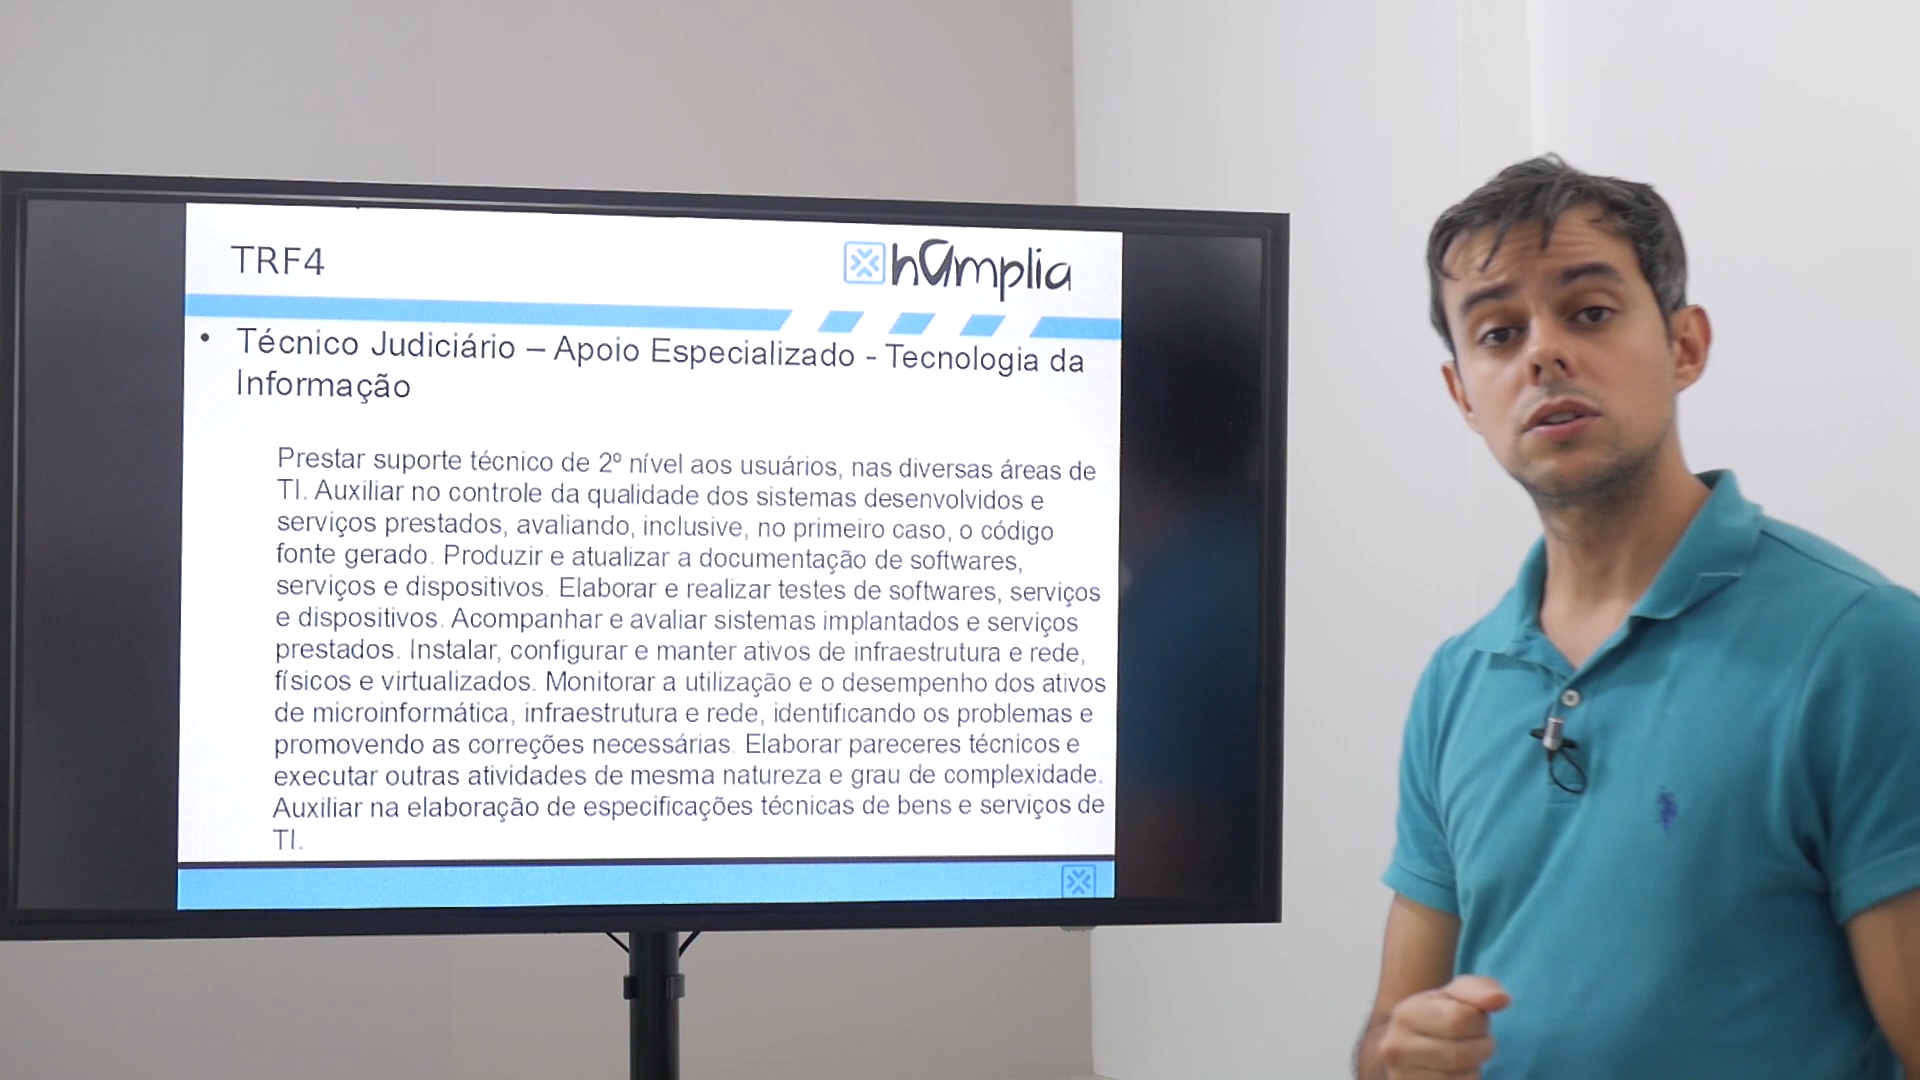 TRF4
hamplia
• Técnico Judiciário – Apoio Especializado - Tecnologia da
Informação
Prestar suporte técnico de 2º nível aos usuários, nas diversas áreas de
TI. Auxiliar no controle da qualidade dos sistemas desenvolvidos e
serviços prestados, avaliando, inclusive, no primeiro caso, o código
fonte gerado. Produzir e atualizar a documentação de softwares,
serviços e dispositivos. Elaborar e realizar testes de softwares, serviços
e dispositivos. Acompanhar e avaliar sistemas implantados e serviços
prestados. Instalar, configurar e manter ativos de infraestrutura e rede,
físicos e virtualizados. Monitorar a utilização e o desempenho dos ativos
de microinformática, infraestrutura e rede, identificando os problemas e
promovendo as correções necessárias. Elaborar pareceres técnicos e
executar outras atividades de mesma natureza e grau de complexidade.
Auxiliar na elaboração de especificações técnicas de bens e serviços de
TI.